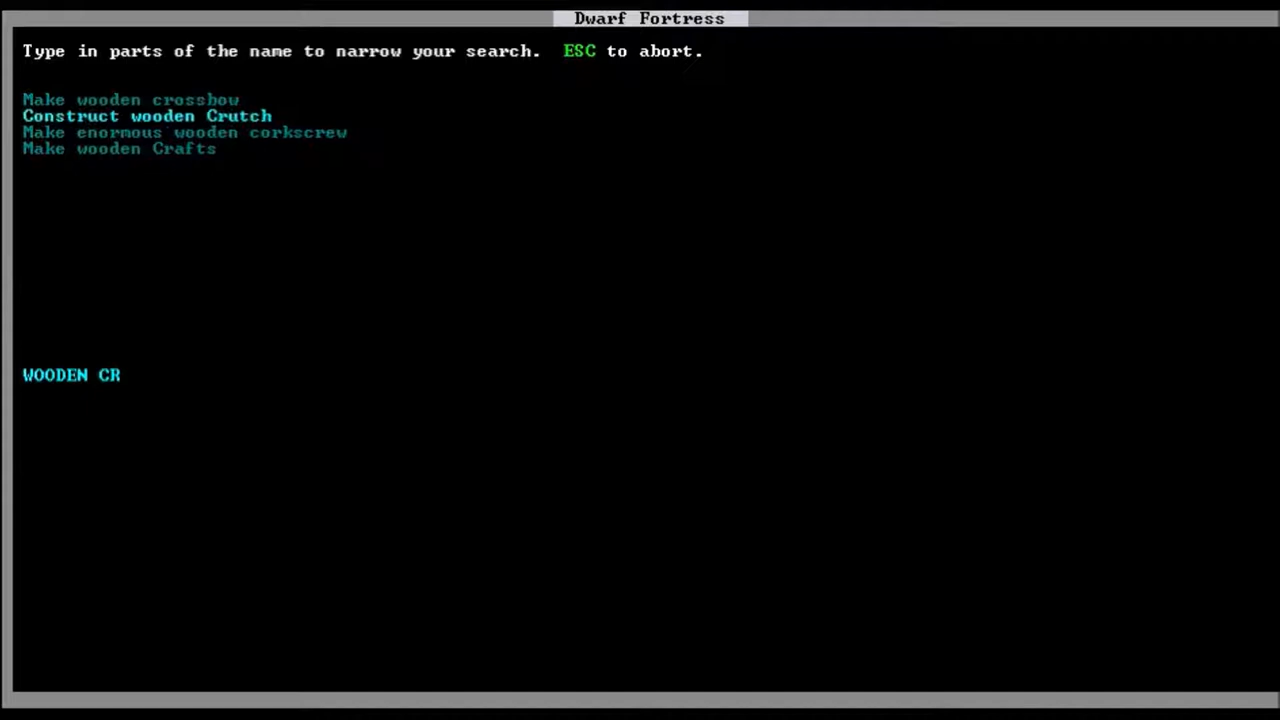 Dwarf Fortress
Type in parts of the name to narrow your search. ESC to abort.
Make wooden crossbow
Construct wooden Crutch
Make enormous wooden corkscrew
Make wooden Crafts
WOODEN CR